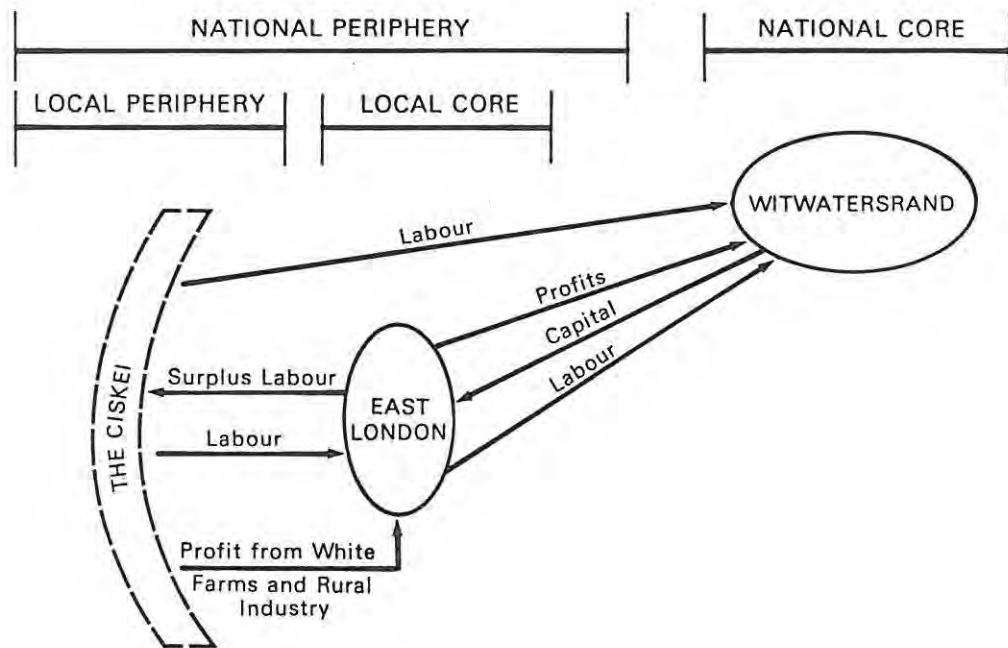 NATIONAL PERIPHERY
NATIONAL CORE
LOCAL PERIPHERY
LOCAL CORE
WITWATERSRAND
Labour
Profits
Capital
Labour
Surplus Labour
EAST
LONDON
Labour
THE CISKEI
Profit from White
Farms and Rural
Industry